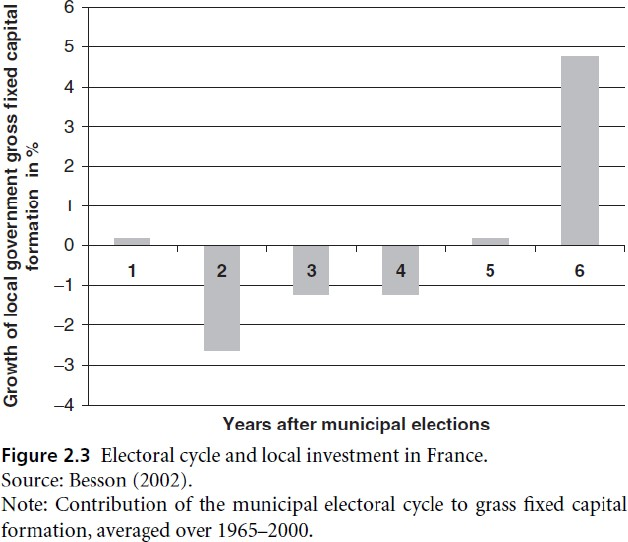 Growth of local government gross fixed capital
formation in %
6
5
4
3
2
1
0
–1
–2
–3
–4
1 2 3 4 5 6
Years after municipal elections
Figure 2.3 Electoral cycle and local investment in France.
Source: Besson (2002).
Note: Contribution of the municipal electoral cycle to grass fixed capital
formation, averaged over 1965–2000.